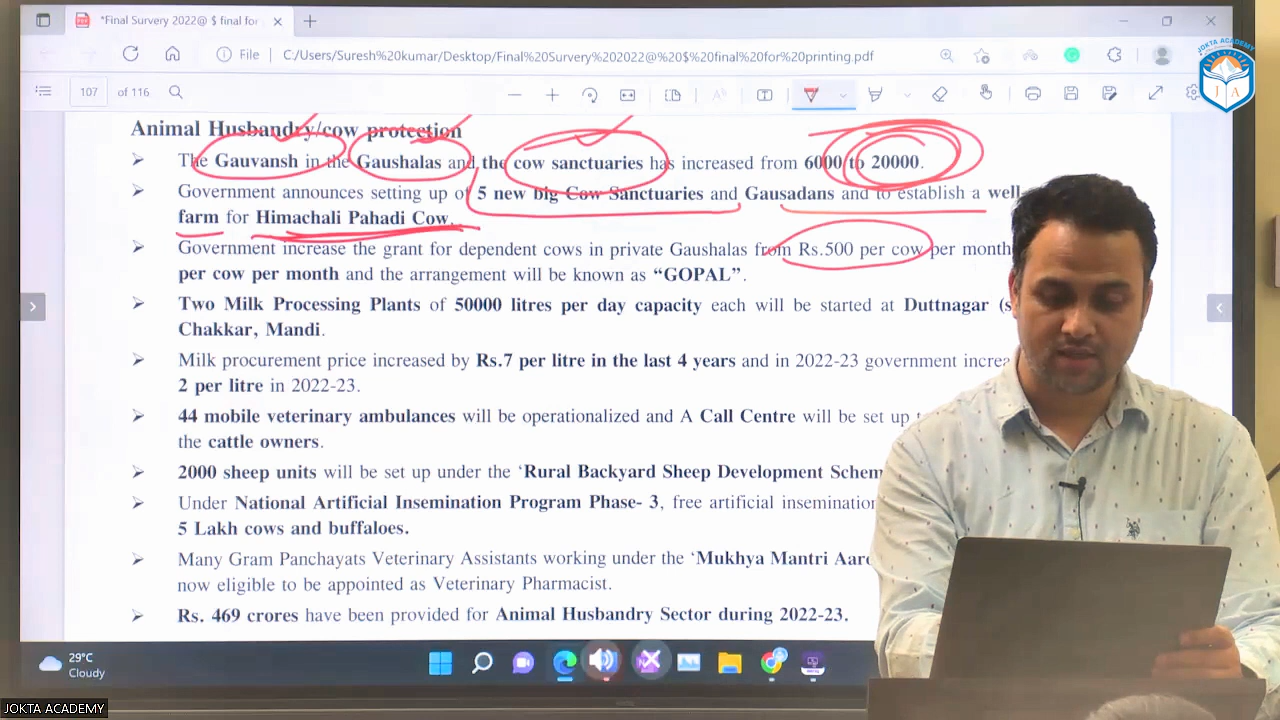 *Final Survery 2022@ $ final for
JOKTA ACADEMY
J A
File C:/Users/Suresh%20kumar/Desktop/Final%20Survery%202022@%20$%20final%20for%20printing.pdf
107 of 116
Animal Husbandry/cow protection
The Gauvansh in the Gaushalas and the cow sanctuaries has increased from 6000 to 20000.
Government announces setting up of 5 new big Cow Sanctuaries and Gausadans and to establish a well
farm for Himachali Pahadi Cow.
Government increase the grant for dependent cows in private Gaushalas from Rs.500 per cow per month
per cow per month and the arrangement will be known as “GOPAL”.
Two Milk Processing Plants of 50000 litres per day capacity each will be started at Duttnagar (s
Chakkar, Mandi.
Milk procurement price increased by Rs.7 per litre in the last 4 years and in 2022-23 government increa
2 per litre in 2022-23.
44 mobile veterinary ambulances will be operationalized and A Call Centre will be set up
the cattle owners.
2000 sheep units will be set up under the ‘Rural Backyard Sheep Development Schem
Under National Artificial Insemination Program Phase- 3, free artificial insemination
5 Lakh cows and buffaloes.
Many Gram Panchayats Veterinary Assistants working under the ‘Mukhya Mantri Aaro
now eligible to be appointed as Veterinary Pharmacist.
Rs. 469 crores have been provided for Animal Husbandry Sector during 2022-23.
29°C
Cloudy
JOKTA ACADEMY